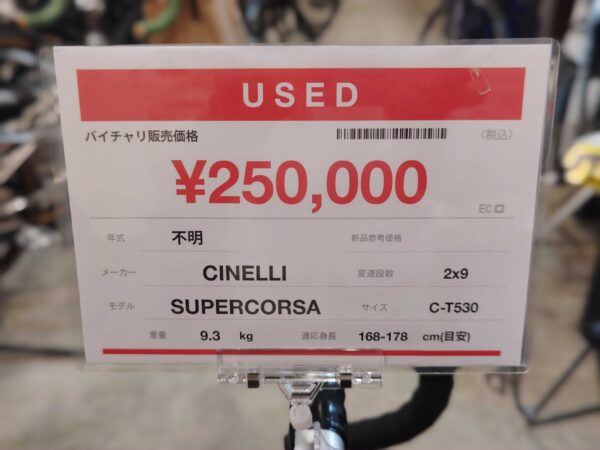 USED
バイチャリ販売価格
(税込)
¥250,000
EC
年式 不明 新品参考価格
メーカー CINELLI 変速段数 2x9
モデル SUPERCORSA サイズ C-T530
重量 9.3 kg 適応身長 168-178 cm(目安)